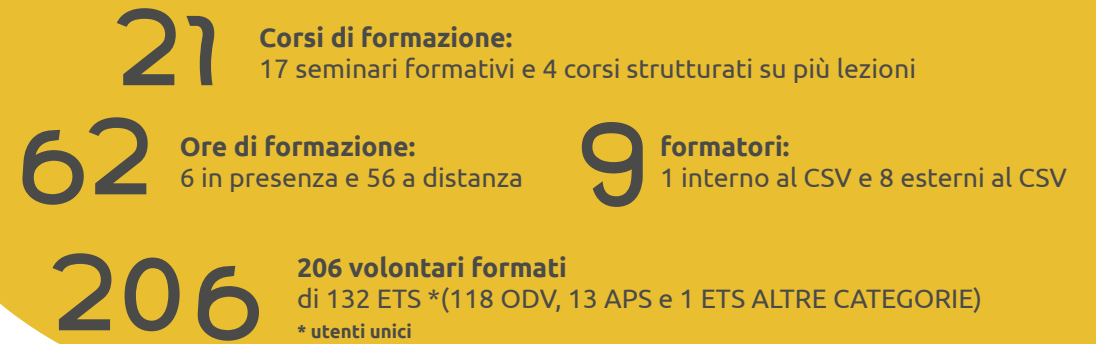 21
Corsi di formazione:
17 seminari formativi e 4 corsi strutturati su più lezioni
62
Ore di formazione:
6 in presenza e 56 a distanza
9
formatori:
1 interno al CSV e 8 esterni al CSV
206
206 volontari formati
di 132 ETS *(118 ODV, 13 APS e 1 ETS ALTRE CATEGORIE)
* utenti unici